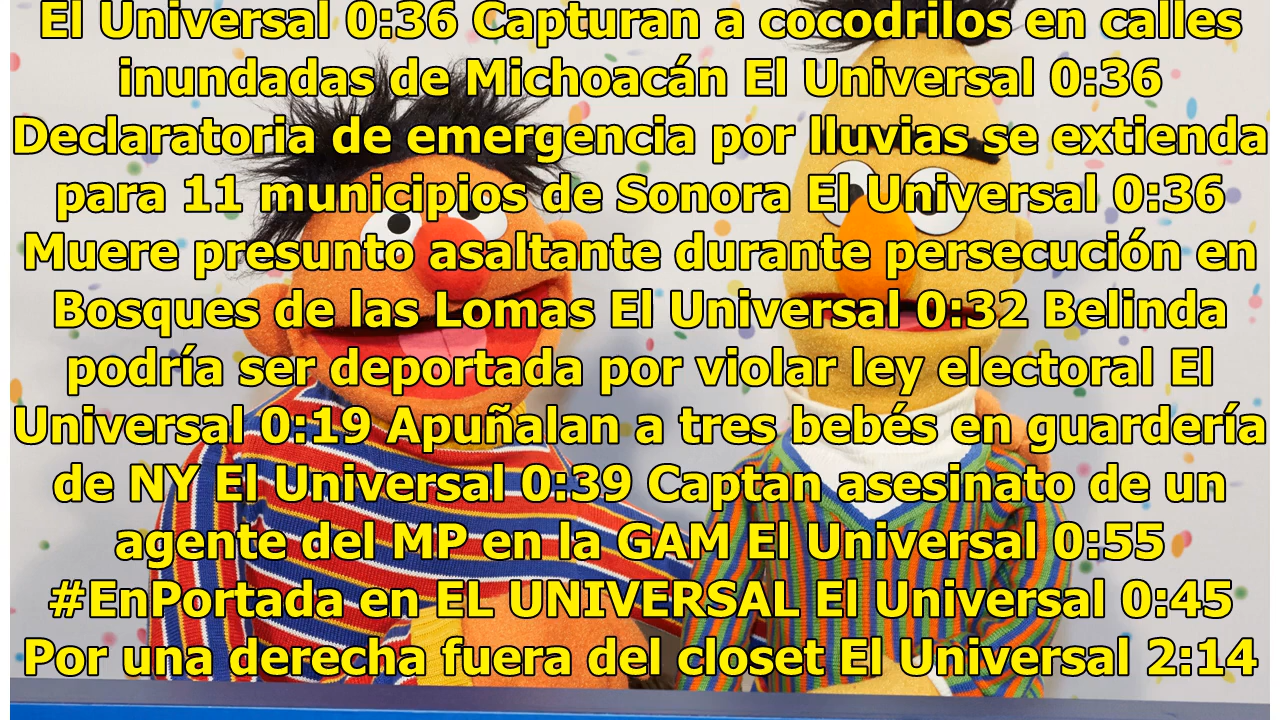 El Universal 0:36 Capturan a cocodrilos en calles
inundadas de Michoacán El Universal 0:36
Declaratoria de emergencia por lluvias se extienda
para 11 municipios de Sonora El Universal 0:36
Muere presunto asaltante durante persecución en
Bosques de las Lomas El Universal 0:32 Belinda
podría ser deportada por violar ley electoral El
Universal 0:19 Apuñalan a tres bebés en guardería
de NY El Universal 0:39 Captan asesinato de un
agente del MP en la GAM El Universal 0:55
#EnPortada en EL UNIVERSAL El Universal 0:45
Por una derecha fuera del closet El Universal 2:14